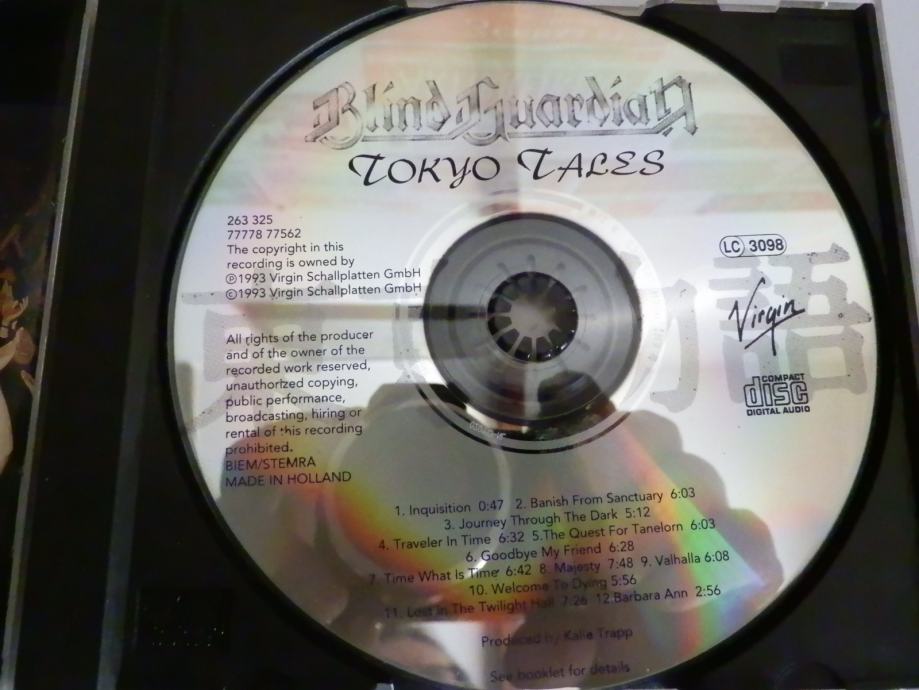 Blind Guardian
TOKYO TALES
263 325
77778 77562
The copyright in this
recording is owned by
℗1993 Virgin Schallplatten GmbH
©1993 Virgin Schallplatten GmbH
LC 3098
語
Virgin
All rights of the producer
and of the owner of the
recorded work reserved,
unauthorized copying,
public performance,
broadcasting, hiring or
rental of this recording
prohibited.
BIEM/STEMRA
MADE IN HOLLAND
COMPACT
disc
DIGITAL AUDIO
1. Inquisition 0:47 2. Banish From Sanctuary 6:03
3. Journey Through The Dark 5:12
4. Traveler In Time 6:32 5.The Quest For Tanelorn 6:03
6. Goodbye My Friend 6:28
7. Time What Is Time 6:42 8. Majesty 7:48 9. Valhalla 6:08
10. Welcome To Dying 5:56
11. Lost In The Twilight Hall 7:26 12.Barbara Ann 2:56
Produced by Kalle Trapp
See booklet for details